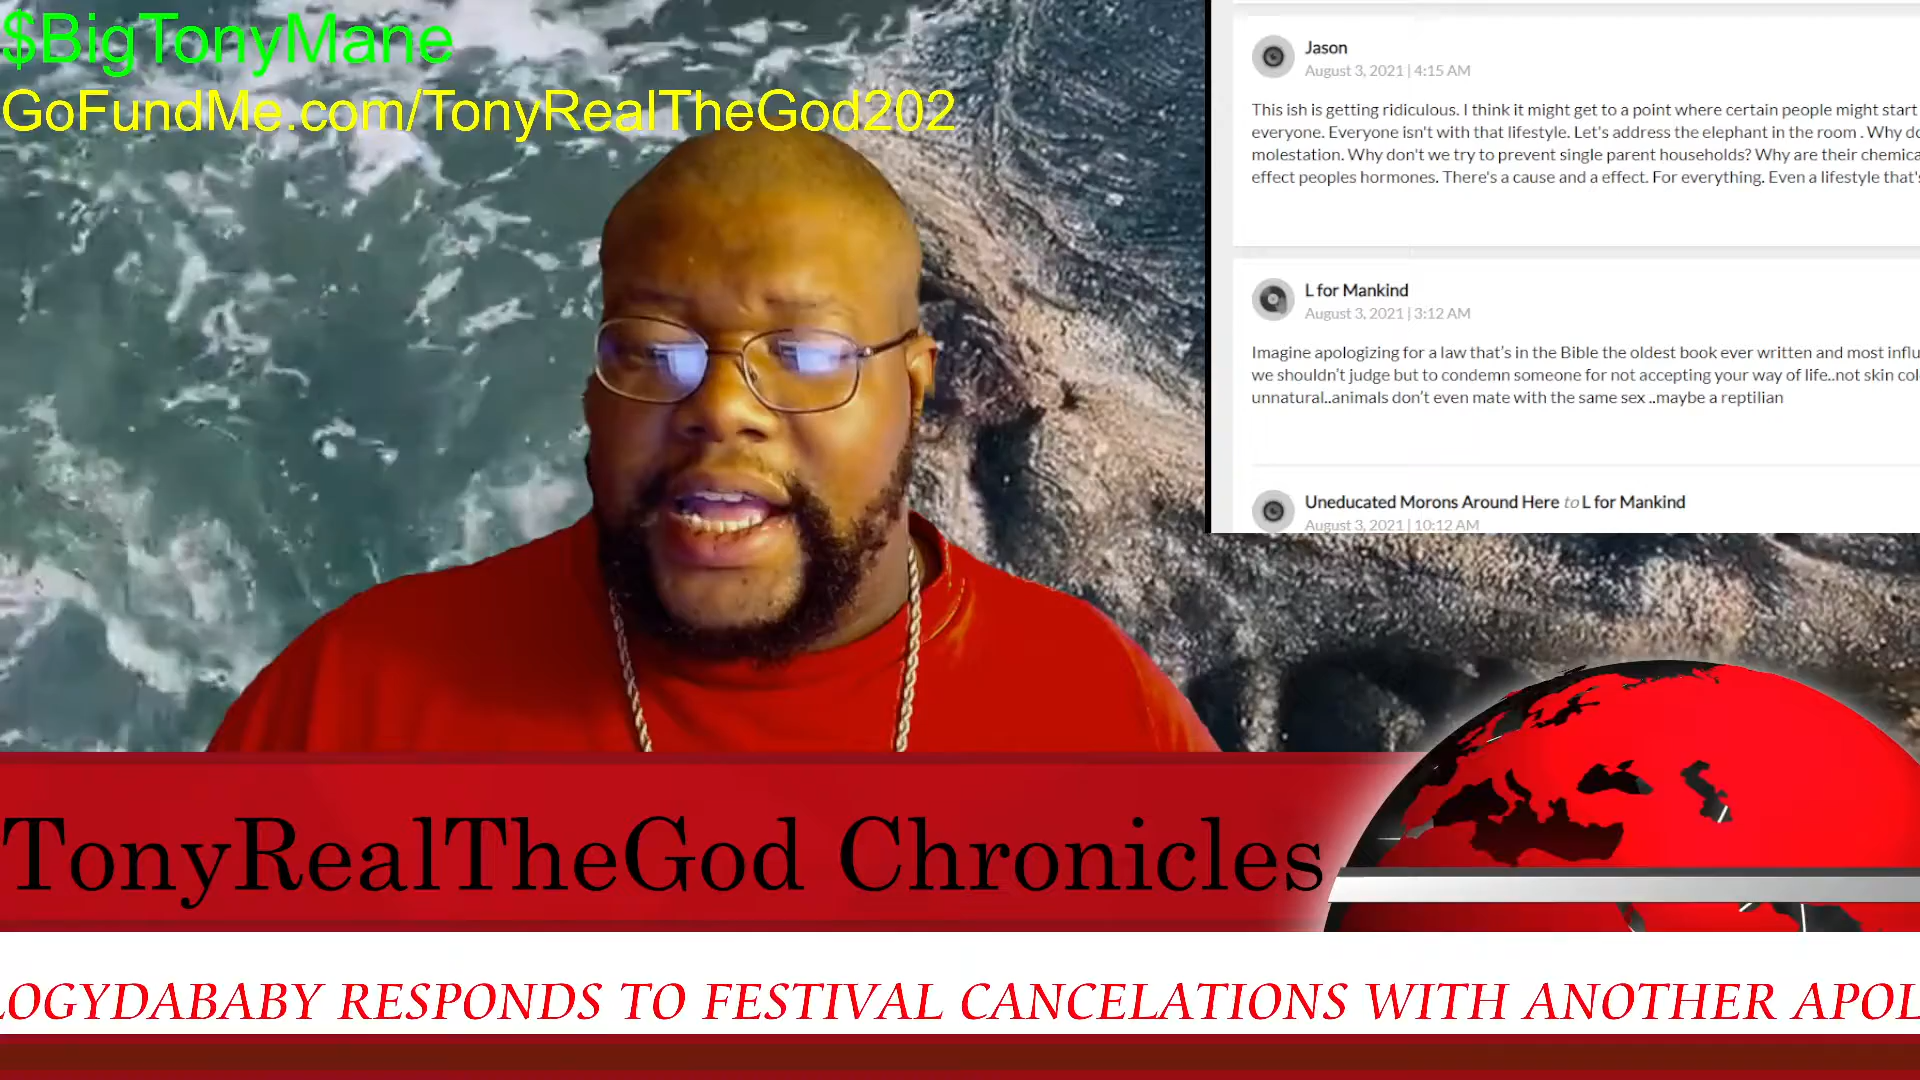 $BigTonyMane
GoFundMe.com/TonyRealTheGod202
Jason
August 3, 2021 | 4:15 AM
This ish is getting ridiculous. I think it might get to a point where certain people might start
everyone. Everyone isn't with that lifestyle. Let's address the elephant in the room . Why do
molestation. Why don't we try to prevent single parent households? Why are their chemica
effect peoples hormones. There's a cause and a effect. For everything. Even a lifestyle that's
L for Mankind
August 3, 2021 | 3:12 AM
Imagine apologizing for a law that’s in the Bible the oldest book ever written and most influ
we shouldn’t judge but to condemn someone for not accepting your way of life..not skin col
unnatural..animals don’t even mate with the same sex ..maybe a reptilian
Uneducated Morons Around Here to L for Mankind
August 3, 2021 | 10:12 AM
TonyRealTheGod Chronicles
LOGYDABABY RESPONDS TO FESTIVAL CANCELATIONS WITH ANOTHER APOL